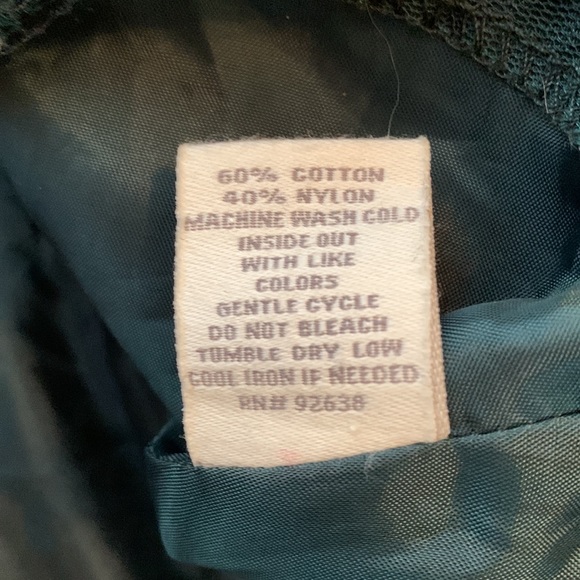 60% COTTON
40% NYLON
MACHINE WASH COLD
INSIDE OUT
WITH LIKE
COLORS
GENTLE CYCLE
DO NOT BLEACH
TUMBLE DRY LOW
COOL IRON IF NEEDED
RN# 92638